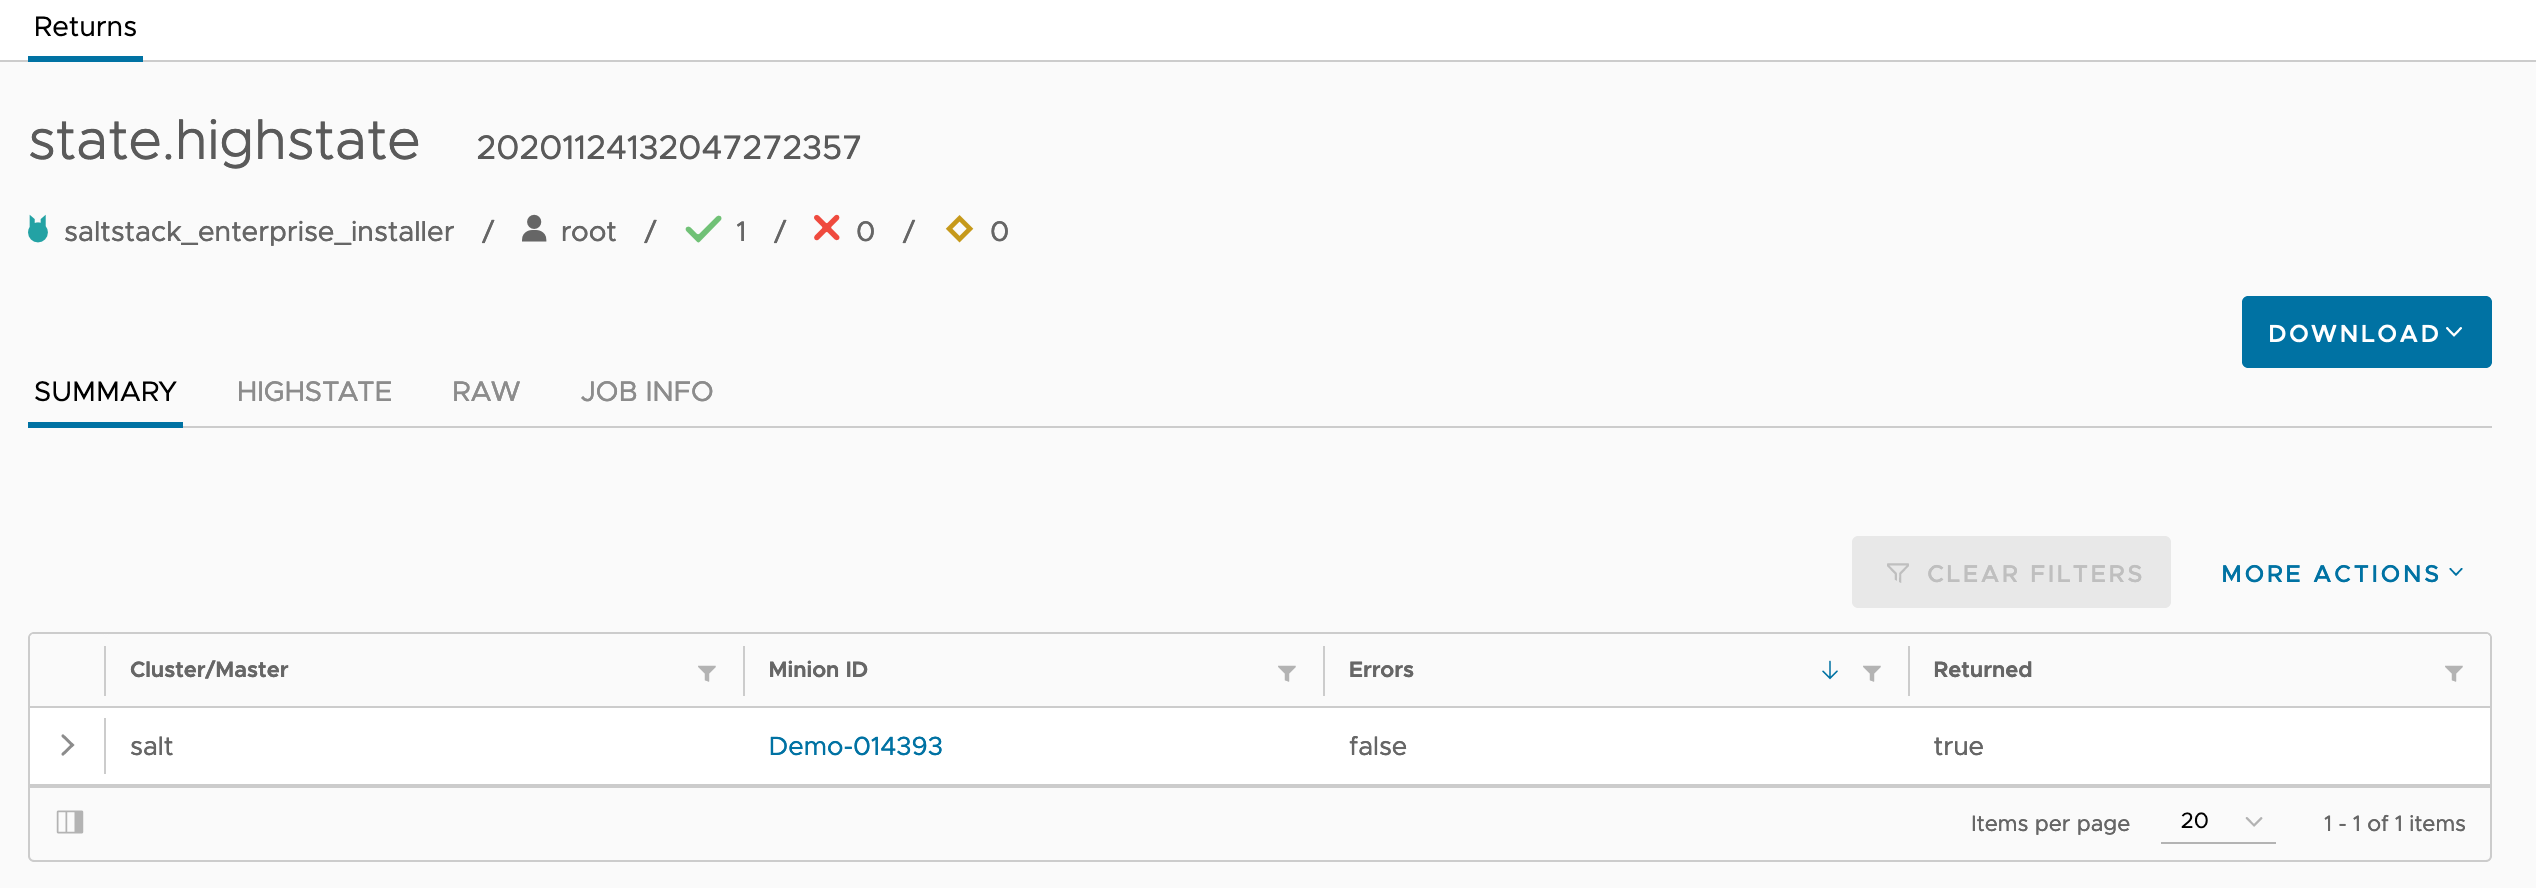 Returns
state.highstate 20201124132047272357
saltstack_enterprise_installer / root / 1 / 0 / 0
DOWNLOAD
SUMMARY HIGHSTATE RAW JOB INFO
CLEAR FILTERS MORE ACTIONS
Cluster/Master Minion ID Errors Returned
salt Demo-014393 false true
Items per page 20 1 - 1 of 1 items